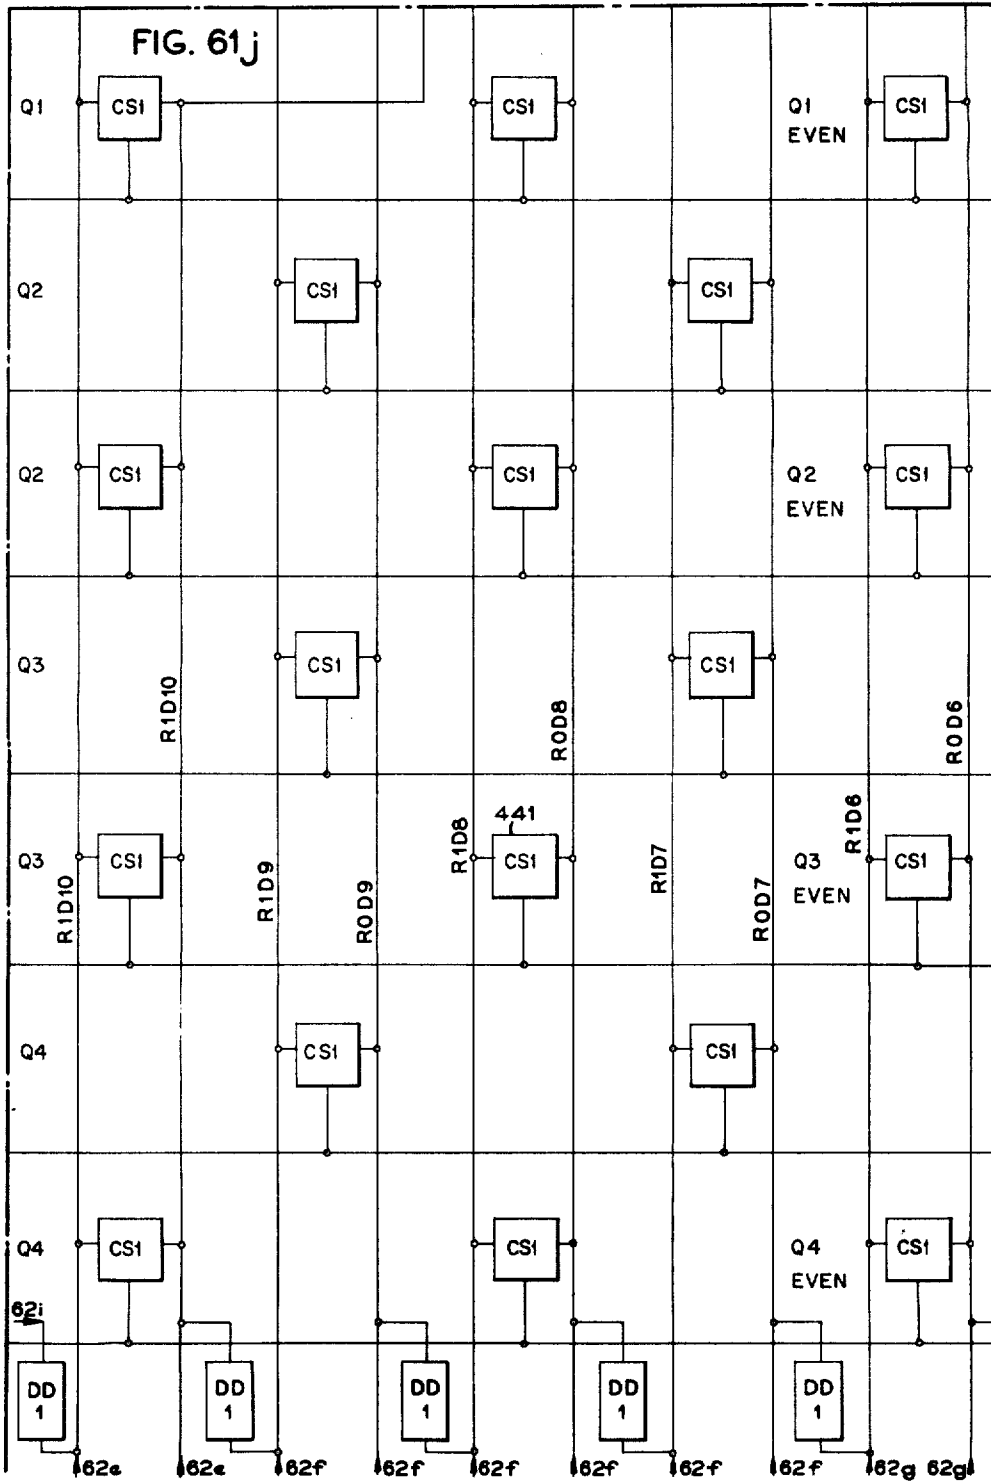 FIG. 61j
Q1 CS1 CS1 Q1 EVEN CS1
Q2 CS1 CS1
Q2 CS1 CS1 Q2 EVEN CS1
Q3 CS1 CS1
R1D10 R0D8 R0D6
441
Q3 CS1 CS1 Q3 EVEN CS1
R1D10 R1D9 R0D9 R1D8 R1D7 R0D7 R1D6
Q4 CS1 CS1
Q4 CS1 CS1 Q4 EVEN CS1
62i
DD 1 DD 1 DD 1 DD 1 DD 1
62e 62e 62f 62f 62f 62f 62f 62f 62g 62g